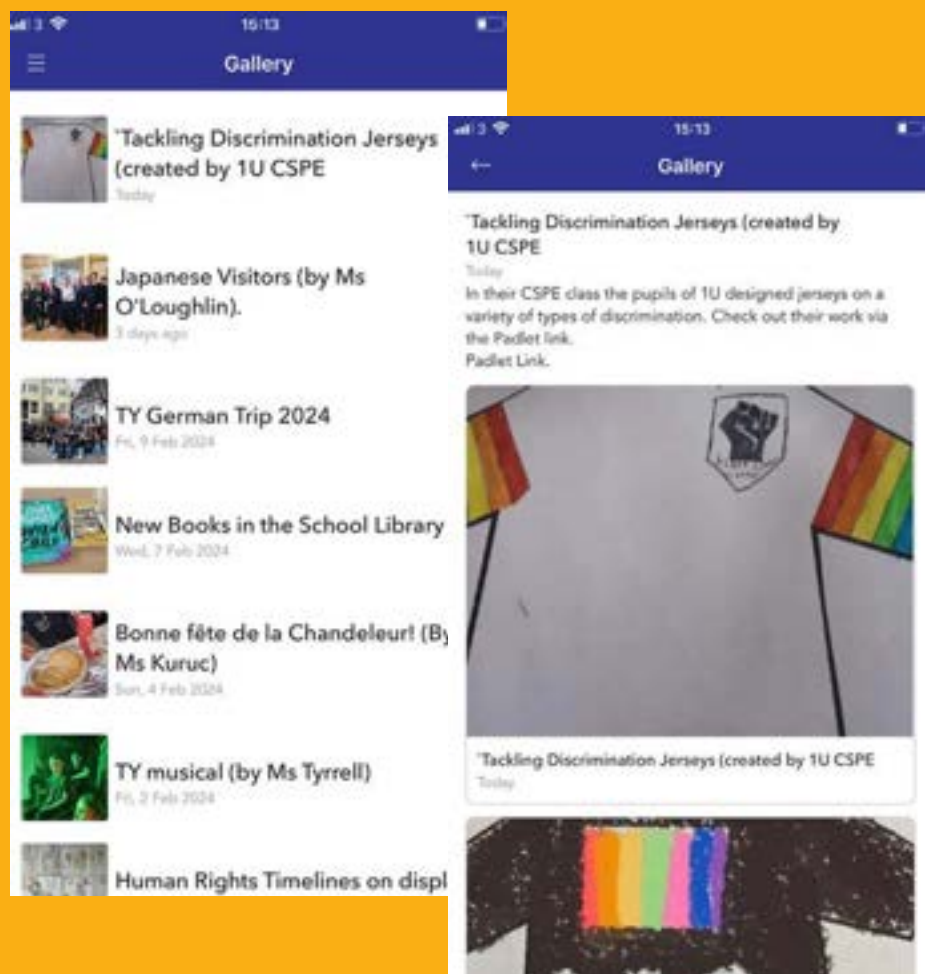 3
15:13
Gallery
'Tackling Discrimination Jerseys
(created by 1U CSPE
Today
Japanese Visitors (by Ms
O'Loughlin).
3 days ago
TY German Trip 2024
Fri, 9 Feb 2024
New Books in the School Library
Wed, 7 Feb 2024
Bonne fête de la Chandeleur! (By
Ms Kuruc)
Sun, 4 Feb 2024
TY musical (by Ms Tyrrell)
Fri, 2 Feb 2024
Human Rights Timelines on displ
3
15:13
Gallery
'Tackling Discrimination Jerseys (created by
1U CSPE
Today
In their CSPE class the pupils of 1U designed jerseys on a
variety of types of discrimination. Check out their work via
the Padlet link.
Padlet Link.
'Tackling Discrimination Jerseys (created by 1U CSPE
Today